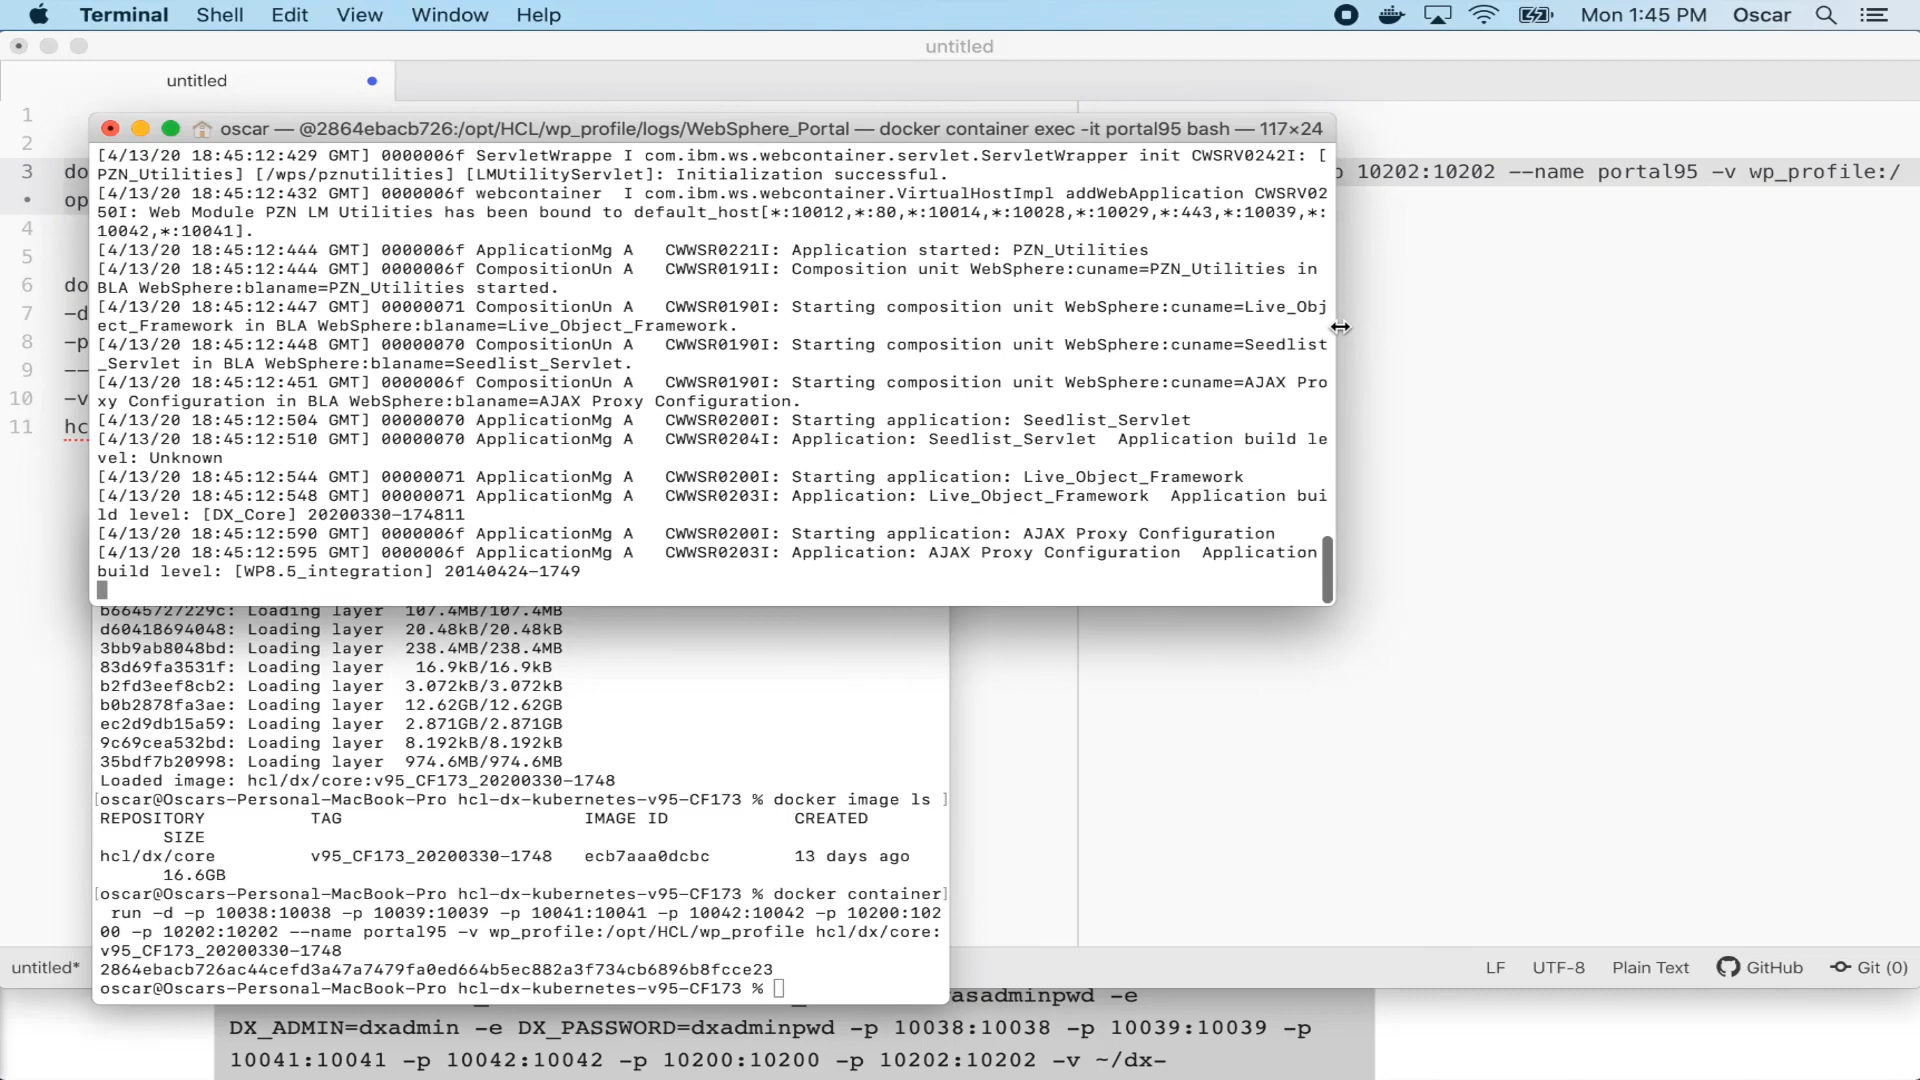 Terminal Shell Edit View Window Help Mon 1:45 PM Oscar
untitled
untitled
1
2
3 do
• op
4
5
6 do
7 –d
8 –p
9 ––
10 –v
11 hc
oscar — @2864ebacb726:/opt/HCL/wp_profile/logs/WebSphere_Portal — docker container exec -it portal95 bash — 117×24
10202:10202 ––name portal95 –v wp_profile:/
[4/13/20 18:45:12:429 GMT] 0000006f ServletWrappe I com.ibm.ws.webcontainer.servlet.ServletWrapper init CWSRV0242I: [
PZN_Utilities] [/wps/pznutilities] [LMUtilityServlet]: Initialization successful.
[4/13/20 18:45:12:432 GMT] 0000006f webcontainer  I com.ibm.ws.webcontainer.VirtualHostImpl addWebApplication CWSRV02
50I: Web Module PZN LM Utilities has been bound to default_host[*:10012,*:80,*:10014,*:10028,*:10029,*:443,*:10039,*:
10042,*:10041].
[4/13/20 18:45:12:444 GMT] 0000006f ApplicationMg A   CWWSR0221I: Application started: PZN_Utilities
[4/13/20 18:45:12:444 GMT] 0000006f CompositionUn A   CWWSR0191I: Composition unit WebSphere:cuname=PZN_Utilities in
BLA WebSphere:blaname=PZN_Utilities started.
[4/13/20 18:45:12:447 GMT] 00000071 CompositionUn A   CWWSR0190I: Starting composition unit WebSphere:cuname=Live_Obj
ect_Framework in BLA WebSphere:blaname=Live_Object_Framework.
[4/13/20 18:45:12:448 GMT] 00000070 CompositionUn A   CWWSR0190I: Starting composition unit WebSphere:cuname=Seedlist
_Servlet in BLA WebSphere:blaname=Seedlist_Servlet.
[4/13/20 18:45:12:451 GMT] 0000006f CompositionUn A   CWWSR0190I: Starting composition unit WebSphere:cuname=AJAX Pro
xy Configuration in BLA WebSphere:blaname=AJAX Proxy Configuration.
[4/13/20 18:45:12:504 GMT] 00000070 ApplicationMg A   CWWSR0200I: Starting application: Seedlist_Servlet
[4/13/20 18:45:12:510 GMT] 00000070 ApplicationMg A   CWWSR0204I: Application: Seedlist_Servlet  Application build le
vel: Unknown
[4/13/20 18:45:12:544 GMT] 00000071 ApplicationMg A   CWWSR0200I: Starting application: Live_Object_Framework
[4/13/20 18:45:12:548 GMT] 00000071 ApplicationMg A   CWWSR0203I: Application: Live_Object_Framework  Application bui
ld level: [DX_Core] 20200330–174811
[4/13/20 18:45:12:590 GMT] 0000006f ApplicationMg A   CWWSR0200I: Starting application: AJAX Proxy Configuration
[4/13/20 18:45:12:595 GMT] 0000006f ApplicationMg A   CWWSR0203I: Application: AJAX Proxy Configuration  Application
build level: [WP8.5_integration] 20140424–1749
b6645727229c: Loading layer  107.4MB/107.4MB
d60418694048: Loading layer  20.48kB/20.48kB
3bb9ab8048bd: Loading layer  238.4MB/238.4MB
83d69fa3531f: Loading layer   16.9kB/16.9kB
b2fd3eef8cb2: Loading layer  3.072kB/3.072kB
b0b2878fa3ae: Loading layer  12.62GB/12.62GB
ec2d9db15a59: Loading layer  2.871GB/2.871GB
9c69cea532bd: Loading layer  8.192kB/8.192kB
35bdf7b20998: Loading layer  974.6MB/974.6MB
Loaded image: hcl/dx/core:v95_CF173_20200330–1748
[oscar@Oscars–Personal–MacBook–Pro hcl–dx–kubernetes–v95–CF173 % docker image ls ]
REPOSITORY          TAG                       IMAGE ID            CREATED
SIZE
hcl/dx/core         v95_CF173_20200330–1748   ecb7aaa0dcbc        13 days ago
16.6GB
[oscar@Oscars–Personal–MacBook–Pro hcl–dx–kubernetes–v95–CF173 % docker container]
run –d –p 10038:10038 –p 10039:10039 –p 10041:10041 –p 10042:10042 –p 10200:102
00 –p 10202:10202 ––name portal95 –v wp_profile:/opt/HCL/wp_profile hcl/dx/core:
v95_CF173_20200330–1748
2864ebacb726ac44cefd3a47a7479fa0ed664b5ec882a3f734cb6896b8fcce23
oscar@Oscars–Personal–MacBook–Pro hcl–dx–kubernetes–v95–CF173 %
untitled* LF UTF-8 Plain Text GitHub Git (0)
asadminpwd -e
DX_ADMIN=dxadmin -e DX_PASSWORD=dxadminpwd -p 10038:10038 -p 10039:10039 -p
10041:10041 -p 10042:10042 -p 10200:10200 -p 10202:10202 -v ~/dx-